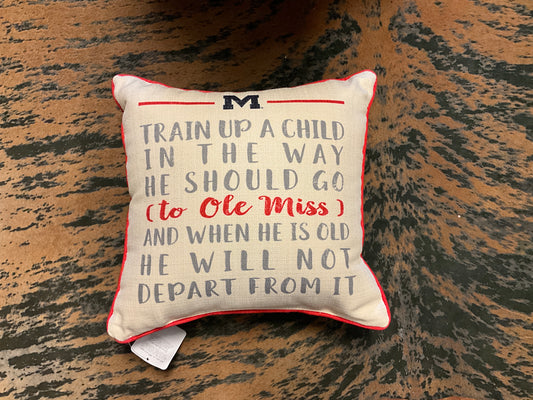 M
TRAIN UP A CHILD
IN THE WAY
HE SHOULD GO
(to Ole Miss)
AND WHEN HE IS OLD
HE WILL NOT
DEPART FROM IT